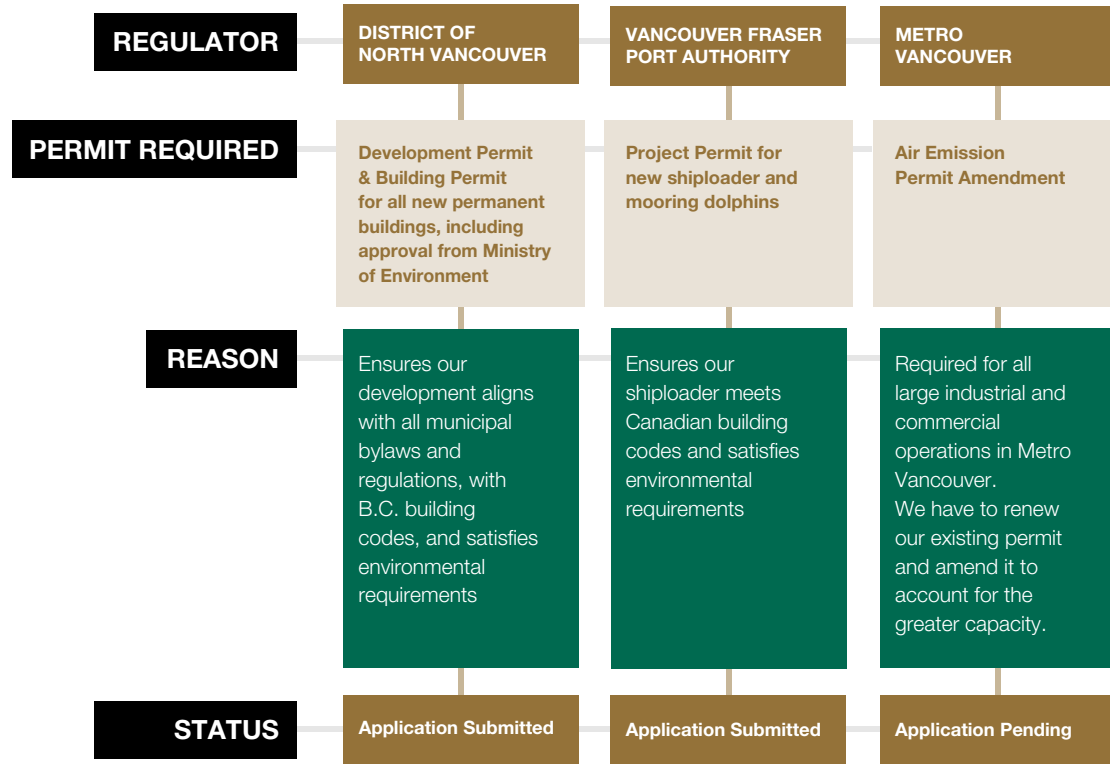 REGULATOR
DISTRICT OF
NORTH VANCOUVER
VANCOUVER FRASER
PORT AUTHORITY
METRO
VANCOUVER
PERMIT REQUIRED
Development Permit
& Building Permit
for all new permanent
buildings, including
approval from Ministry
of Environment
Project Permit for
new shiploader and
mooring dolphins
Air Emission
Permit Amendment
REASON
Ensures our
development aligns
with all municipal
bylaws and
regulations, with
B.C. building
codes, and satisfies
environmental
requirements
Ensures our
shiploader meets
Canadian building
codes and satisfies
environmental
requirements
Required for all
large industrial and
commercial
operations in Metro
Vancouver.
We have to renew
our existing permit
and amend it to
account for the
greater capacity.
STATUS
Application Submitted
Application Submitted
Application Pending